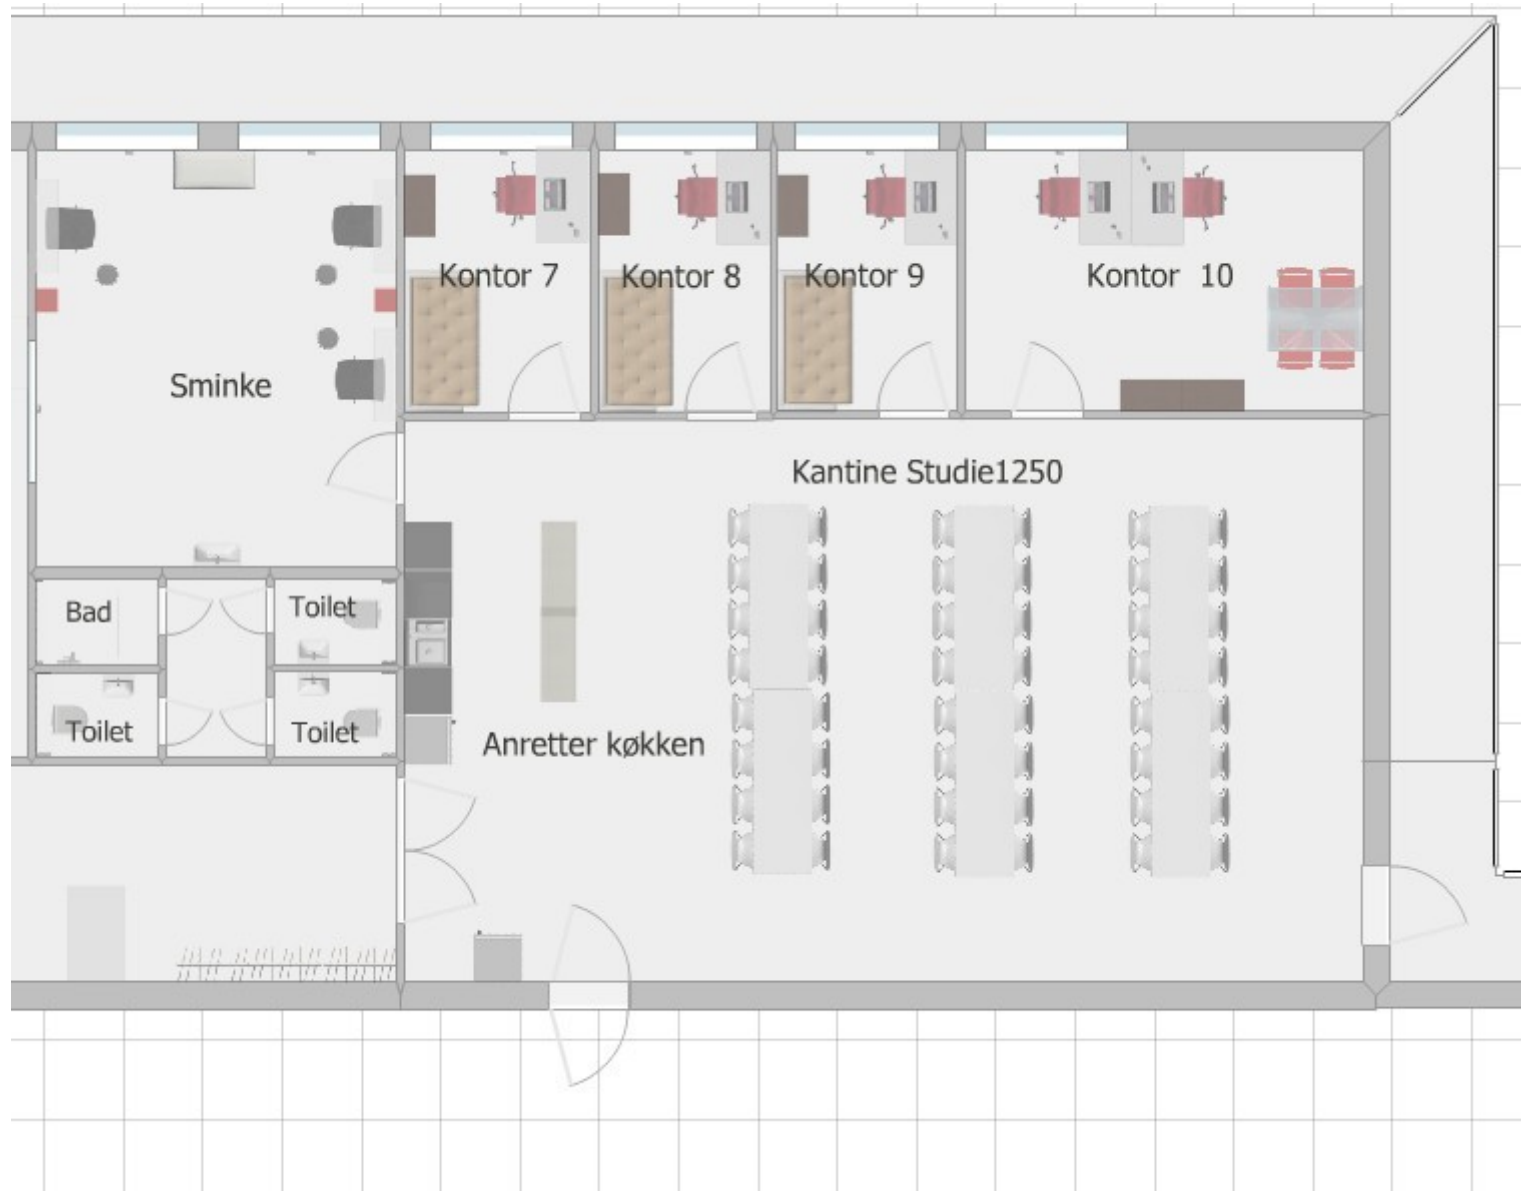 Kontor 7
Kontor 8
Kontor 9
Kontor 10
Sminke
Kantine Studie1250
Bad
Toilet
Toilet
Toilet
Anretter køkken